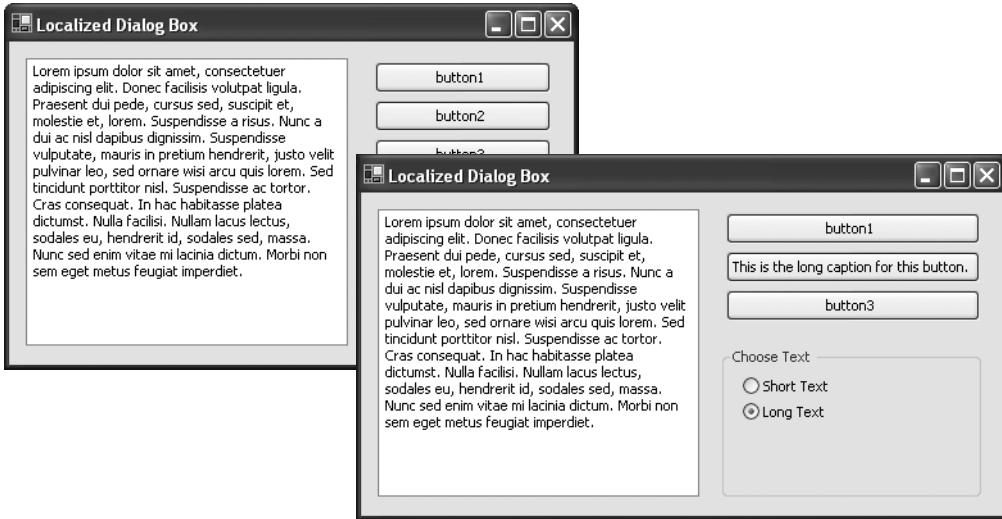 Localized Dialog Box
Lorem ipsum dolor sit amet, consectetuer
adipiscing elit. Donec facilisis volutpat ligula.
Praesent dui pede, cursus sed, suscipit et,
molestie et, lorem. Suspendisse a risus. Nunc a
dui ac nisl dapibus dignissim. Suspendisse
vulputate, mauris in pretium hendrerit, justo velit
pulvinar leo, sed ornare wisi arcu quis lorem. Sed
tincidunt porttitor nisl. Suspendisse ac tortor.
Cras consequat. In hac habitasse platea
dictumst. Nulla facilisi. Nullam lacus lectus,
sodales eu, hendrerit id, sodales sed, massa.
Nunc sed enim vitae mi lacinia dictum. Morbi non
sem eget metus feugiat imperdiet.
button1
button2
button3
Localized Dialog Box
Lorem ipsum dolor sit amet, consectetuer
adipiscing elit. Donec facilisis volutpat ligula.
Praesent dui pede, cursus sed, suscipit et,
molestie et, lorem. Suspendisse a risus. Nunc a
dui ac nisl dapibus dignissim. Suspendisse
vulputate, mauris in pretium hendrerit, justo velit
pulvinar leo, sed ornare wisi arcu quis lorem. Sed
tincidunt porttitor nisl. Suspendisse ac tortor.
Cras consequat. In hac habitasse platea
dictumst. Nulla facilisi. Nullam lacus lectus,
sodales eu, hendrerit id, sodales sed, massa.
Nunc sed enim vitae mi lacinia dictum. Morbi non
sem eget metus feugiat imperdiet.
button1
This is the long caption for this button.
button3
Choose Text
Short Text
Long Text